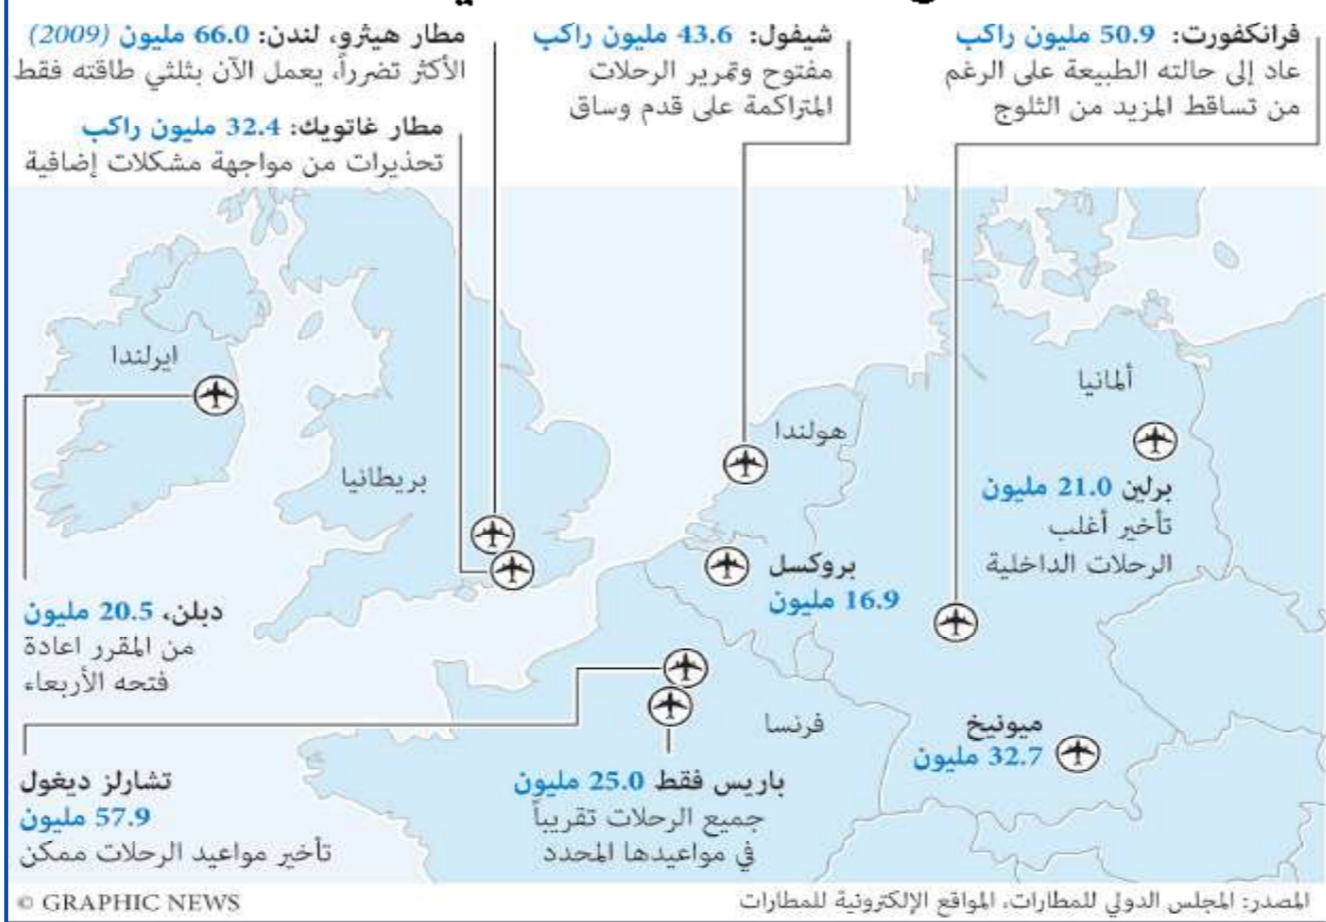 فرانكفورت: 50.9 مليون راكب
عاد إلى حالته الطبيعة على الرغم
من تساقط المزيد من الثلوج
شيفول: 43.6 مليون راكب
مفتوح وتمرير الرحلات
المتراكمة على قدم وساق
مطار هيثرو، لندن: 66.0 مليون (2009)
الأكثر تضرراً، يعمل الآن بثلثي طاقته فقط
مطار غاتويك: 32.4 مليون راكب
تحذيرات من مواجهة مشكلات إضافية
ايرلندا
بريطانيا
هولندا
ألمانيا
برلين 21.0 مليون
تأخير أغلب
الرحلات الداخلية
بروكسل
16.9 مليون
دبلن، 20.5 مليون
من المقرر اعادة
فتحه الأربعاء
فرنسا
ميونيخ
32.7 مليون
باريس فقط 25.0 مليون
جميع الرحلات تقريباً
في مواعيدها المحدد
تشارلز ديغول
57.9 مليون
تأخير مواعيد الرحلات ممكن
المصدر: المجلس الدولي للمطارات، المواقع الإلكترونية للمطارات
© GRAPHIC NEWS